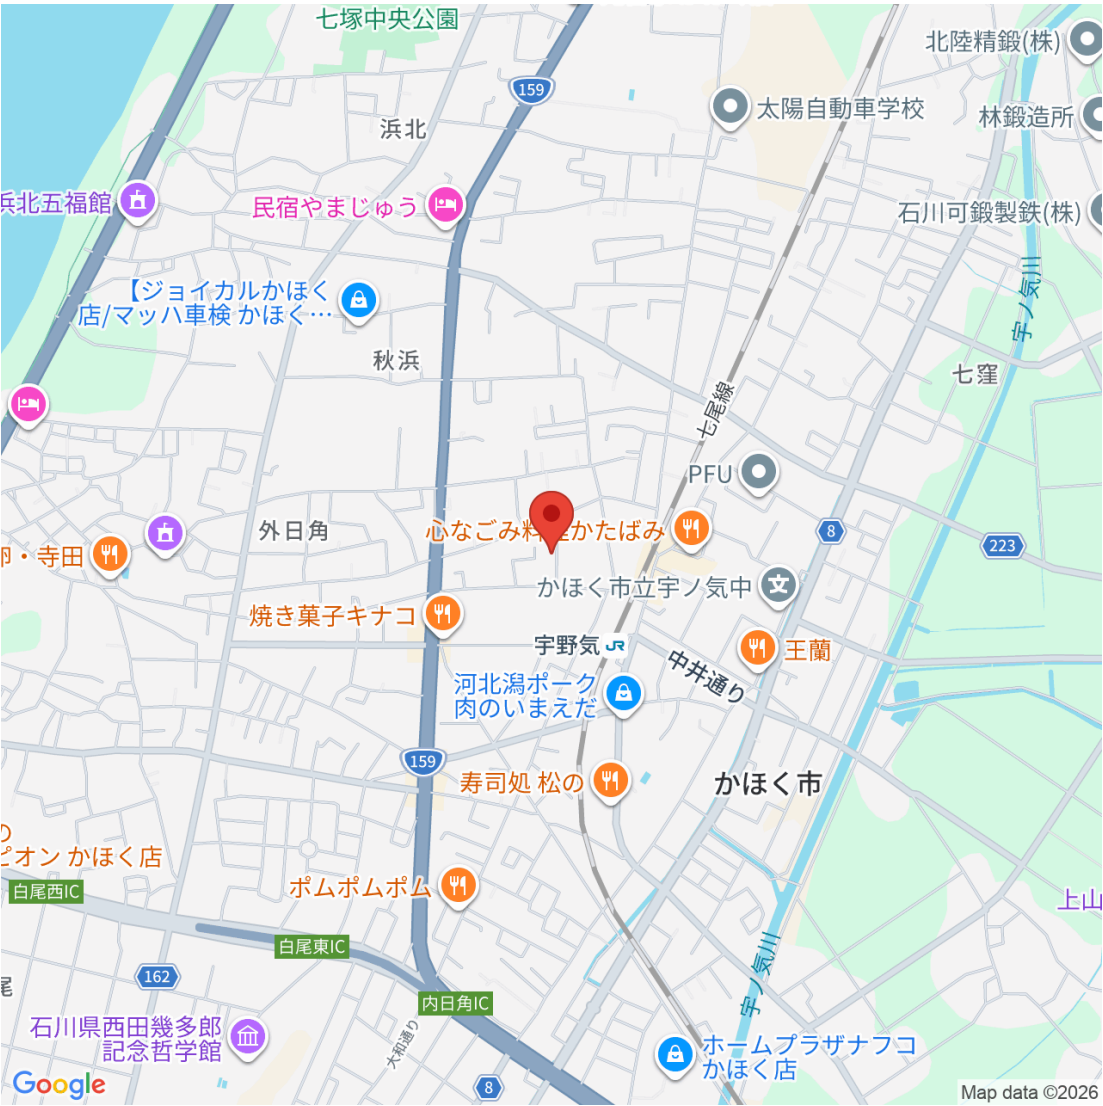 七塚中央公園
北陸精鍛(株)
159
太陽自動車学校
林鍛造所
浜北
浜北五福館
民宿やまじゅう
石川可鍛製鉄(株)
宇ノ気川
【ジョイカルかほく
店/マッハ車検 かほく…
秋浜
七窪
七尾線
PFU
外日角
心なごみ料理かたばみ
8
223
卵・寺田
かほく市立宇ノ気中
焼き菓子キナコ
宇野気 JR
王蘭
中井通り
河北潟ポーク
肉のいまえだ
159
寿司処 松の
かほく市
の
ピオン かほく店
ポムポムポム
白尾西IC
上山
白尾東IC
162
尾
内日角IC
宇ノ気川
石川県西田幾多郎
記念哲学館
大和通り
ホームプラザナフコ
かほく店
8
Google
Map data ©2026